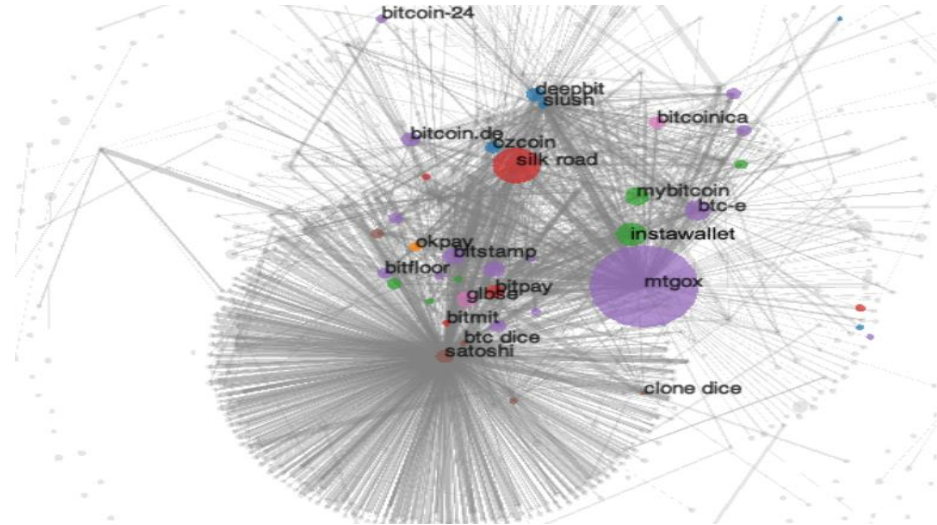 bitcoin-24
deepbit
slush
bitcoinica
bitcoin.de
ozcoin
silk road
mybitcoin
btc-e
instawallet
okpay
bitstamp
bitfloor
mtgox
bitpay
glbse
bitmit
btc dice
satoshi
clone dice